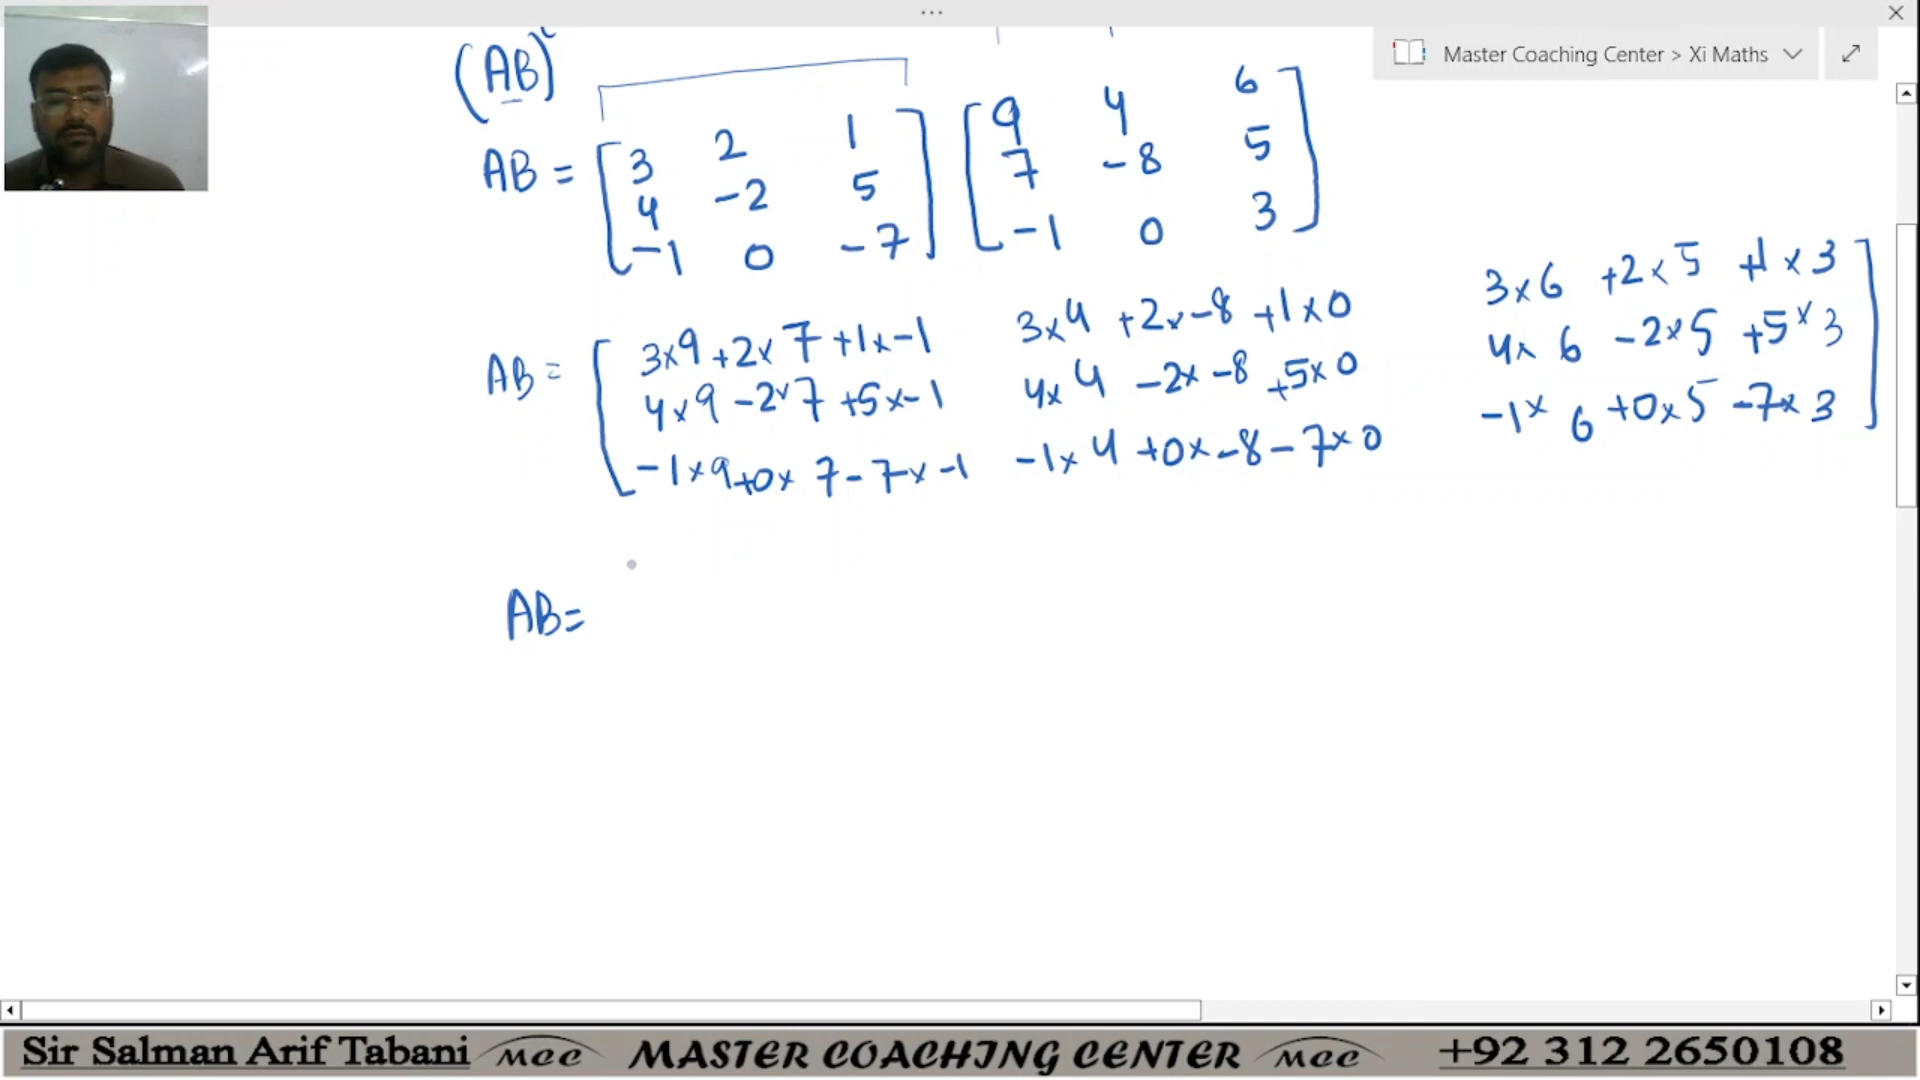 Master Coaching Center > Xi Maths
(AB)ᵗ
AB = [ 3 2 1 ] [ 9 4 6 ]
4 -2 5 7 -8 5
-1 0 -7 -1 0 3
AB = [ 3×9 +2×7 +1×-1 3×4 +2×-8 +1×0 3×6 +2×5 +1×3 ]
4×9 -2×7 +5×-1 4×4 -2×-8 +5×0 4×6 -2×5 +5×3
-1×9 +0×7 -7×-1 -1×4 +0×-8 -7×0 -1×6 +0×5 -7×3
AB=
Sir Salman Arif Tabani MCC MASTER COACHING CENTER MCC +92 312 2650108